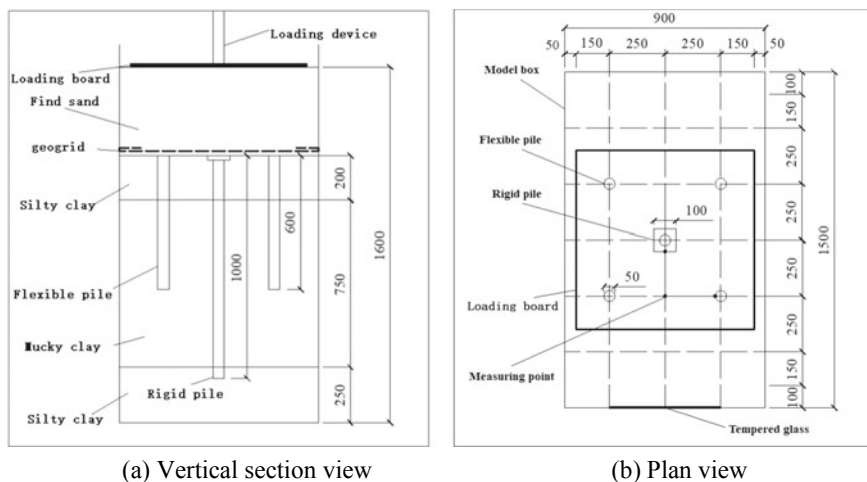 Loading device
Loading board
Find sand
geogrid
Silty clay
Flexible pile
Mucky clay
Rigid pile
Silty clay
200
600
1000
750
1600
250
(a) Vertical section view
900
50
150
250
250
150
50
Model box
Flexible pile
Rigid pile
100
50
Loading board
Measuring point
Tempered glass
100
150
250
250
250
250
150
100
1500
(b) Plan view